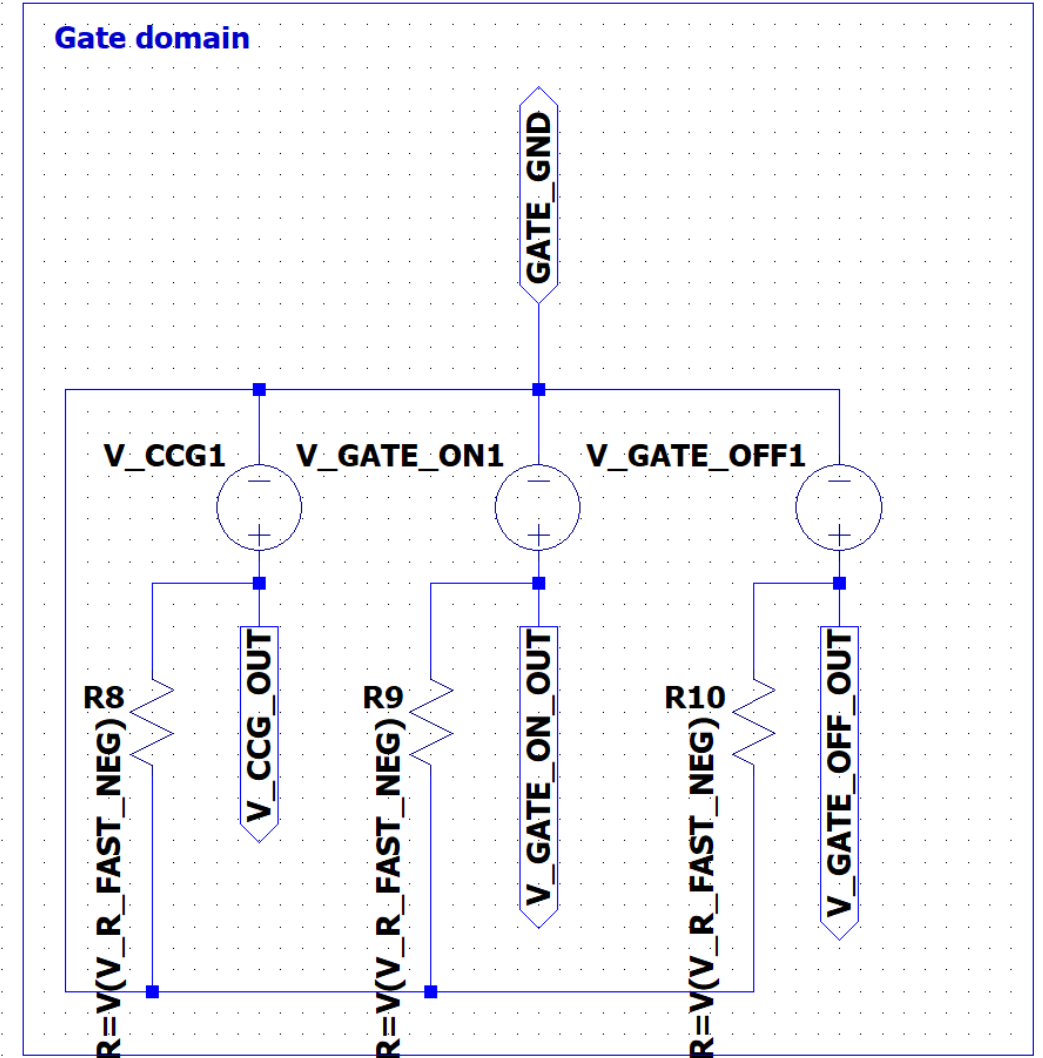 Gate domain
GATE_GND
V_CCG1
V_GATE_ON1
V_GATE_OFF1
R8
R=V(V_R_FAST_NEG)
V_CCG_OUT
R9
R=V(V_R_FAST_NEG)
V_GATE_ON_OUT
R10
R=V(V_R_FAST_NEG)
V_GATE_OFF_OUT